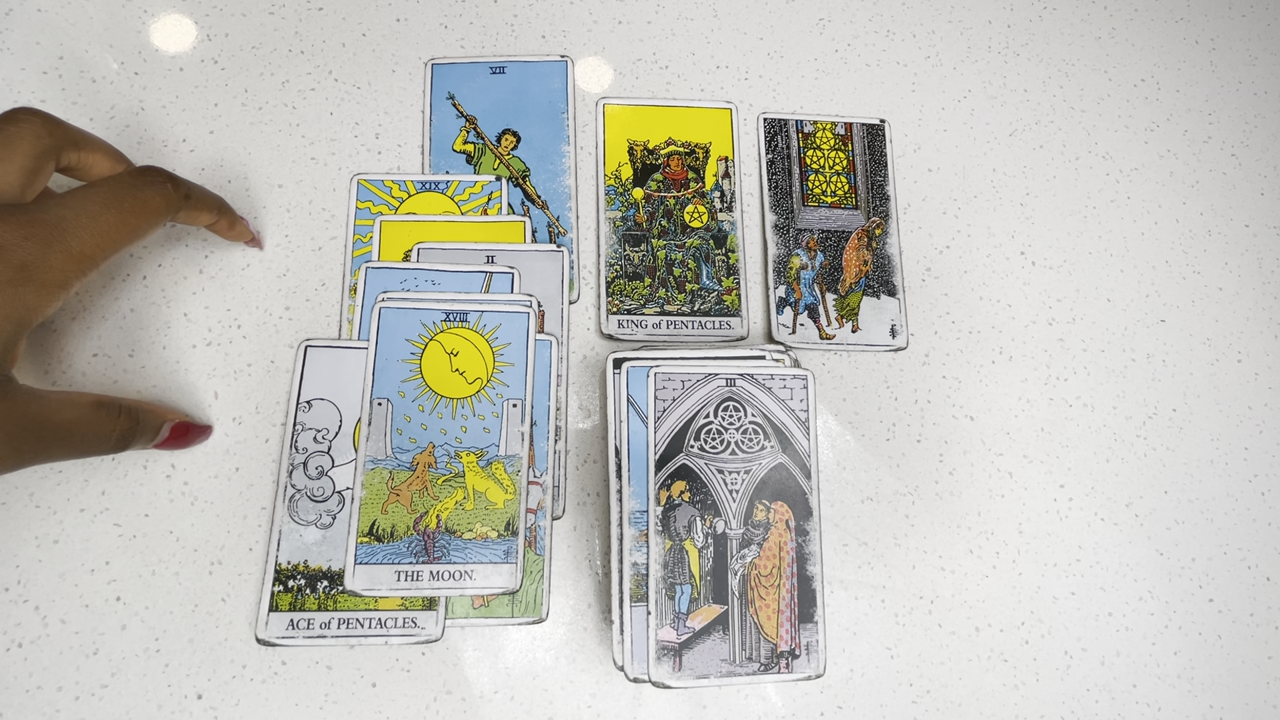 VII
XIX
II
XVIII
THE MOON.
ACE of PENTACLES.
KING of PENTACLES.
III